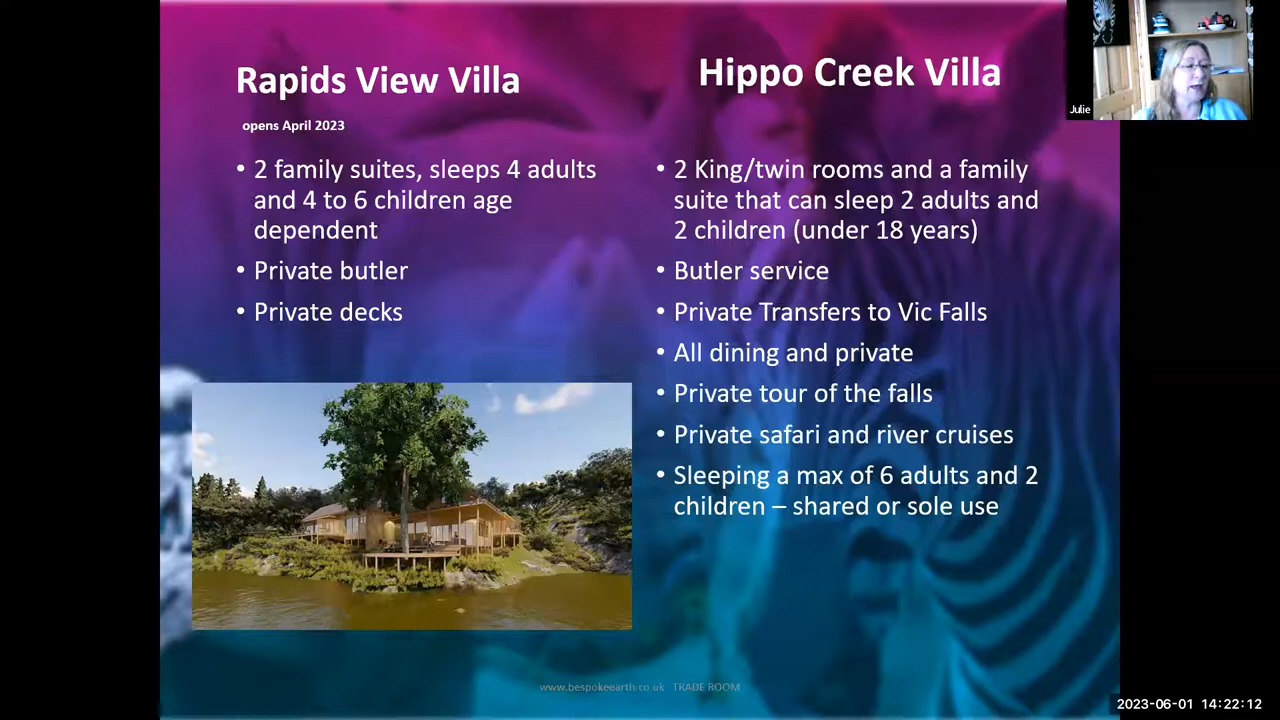 Rapids View Villa
opens April 2023
• 2 family suites, sleeps 4 adults
and 4 to 6 children age
dependent
• Private butler
• Private decks
Hippo Creek Villa
• 2 King/twin rooms and a family
suite that can sleep 2 adults and
2 children (under 18 years)
• Butler service
• Private Transfers to Vic Falls
• All dining and private
• Private tour of the falls
• Private safari and river cruises
• Sleeping a max of 6 adults and 2
children – shared or sole use
www.bespokeearth.co.uk TRADE ROOM
Julie
2023-06-01 14:22:12